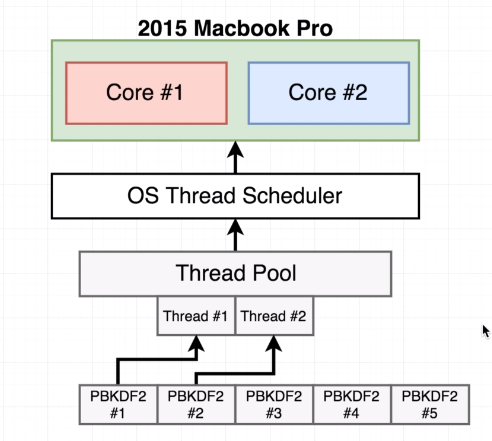 2015 Macbook Pro
Core #1
Core #2
OS Thread Scheduler
Thread Pool
Thread #1
Thread #2
PBKDF2
#1
PBKDF2
#2
PBKDF2
#3
PBKDF2
#4
PBKDF2
#5